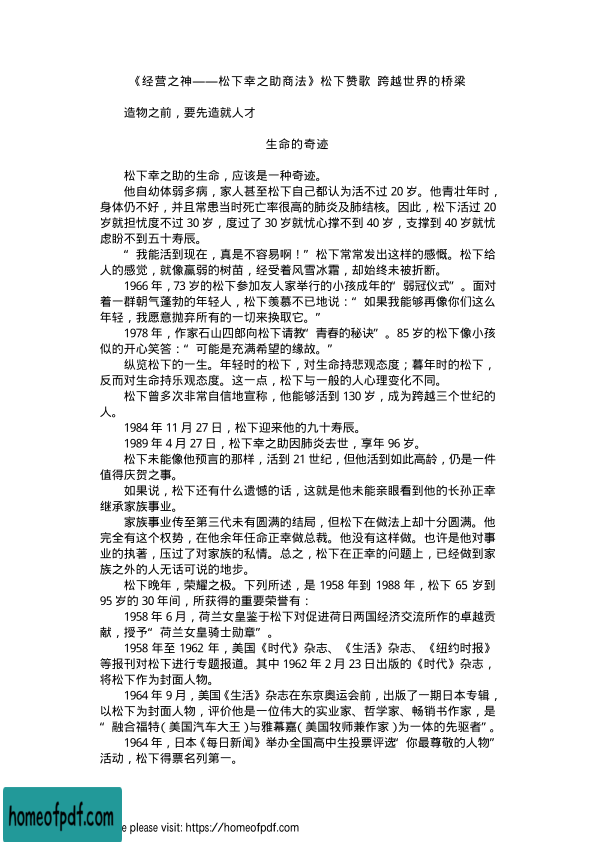 《经营之神——松下幸之助商法》松下赞歌 跨越世界的桥梁
造物之前，要先造就人才
生命的奇迹
松下幸之助的生命，应该是一种奇迹。
他自幼体弱多病，家人甚至松下自己都认为活不过 20 岁。他青壮年时，
身体仍不好，并且常患当时死亡率很高的肺炎及肺结核。因此，松下活过 20
岁就担忧度不过 30 岁，度过了 30 岁就忧心撑不到 40 岁，支撑到 40 岁就忧
虑盼不到五十寿辰。
“我能活到现在，真是不容易啊！”松下常常发出这样的感慨。松下给
人的感觉，就像羸弱的树苗，经受着风雪冰霜，却始终未被折断。
1966 年，73 岁的松下参加友人家举行的小孩成年的“弱冠仪式”。面对
着一群朝气蓬勃的年轻人，松下羡慕不已地说：“如果我能够再像你们这么
年轻，我愿意抛弃所有的一切来换取它。”
1978 年，作家石山四郎向松下请教“青春的秘诀”。85 岁的松下像小孩
似的开心笑答：“可能是充满希望的缘故。”
纵览松下的一生。年轻时的松下，对生命持悲观态度；暮年时的松下，
反而对生命持乐观态度。这一点，松下与一般的人心理变化不同。
松下曾多次非常自信地宣称，他能够活到 130 岁，成为跨越三个世纪的
人。
1984 年 11 月 27 日，松下迎来他的九十寿辰。
1989 年 4 月 27 日，松下幸之助因肺炎去世，享年 96 岁。
松下未能像他预言的那样，活到 21 世纪，但他活到如此高龄，仍是一件
值得庆贺之事。
如果说，松下还有什么遗憾的话，这就是他未能亲眼看到他的长孙正幸
继承家族事业。
家族事业传至第三代未有圆满的结局，但松下在做法上却十分圆满。他
完全有这个权势，在他余年任命正幸做总裁。他没有这样做。也许是他对事
业的执著，压过了对家族的私情。总之，松下在正幸的问题上，已经做到家
族之外的人无话可说的地步。
松下晚年，荣耀之极。下列所述，是 1958 年到 1988 年，松下 65 岁到
95 岁的 30 年间，所获得的重要荣誉有：
1958 年 6 月，荷兰女皇鉴于松下对促进荷日两国经济交流所作的卓越贡
献，授予“荷兰女皇骑士勋章”。
1958 年至 1962 年，美国《时代》杂志、《生活》杂志、《纽约时报》
等报刊对松下进行专题报道。其中 1962 年 2 月 23 日出版的《时代》杂志，
将松下作为封面人物。
1964 年 9 月，美国《生活》杂志在东京奥运会前，出版了一期日本专辑，
以松下为封面人物，评价他是一位伟大的实业家、哲学家、畅销书作家，是
“融合福特（美国汽车大王）与雅幕嘉（美国牧师兼作家）为一体的先驱者”。
1964 年，日本《每日新闻》举办全国高中生投票评选“你最尊敬的人物”
活动，松下得票名列第一。
homeofpdf.com
e please visit: https://homeofpdf.com